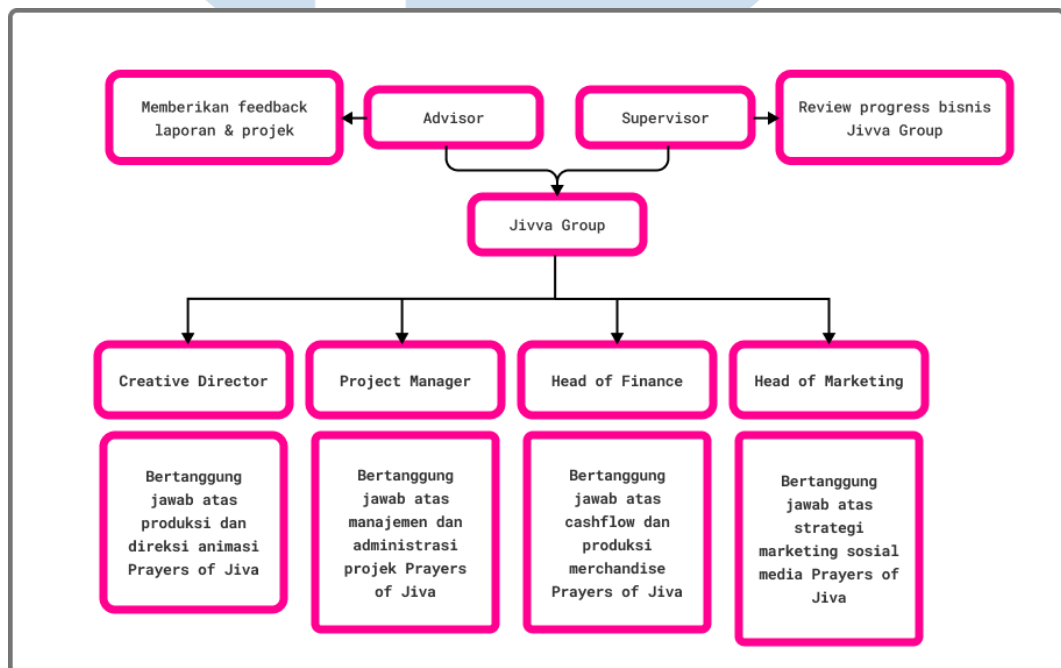 Memberikan feedback
laporan & projek
Advisor
Supervisor
Review progress bisnis
Jivva Group
Jivva Group
Creative Director
Project Manager
Head of Finance
Head of Marketing
Bertanggung
jawab atas
produksi dan
direksi animasi
Prayers of Jiva
Bertanggung
jawab atas
manajemen dan
administrasi
projek Prayers
of Jiva
Bertanggung
jawab atas
cashflow dan
produksi
merchandise
Prayers of Jiva
Bertanggung
jawab atas
strategi
marketing sosial
media Prayers of
Jiva